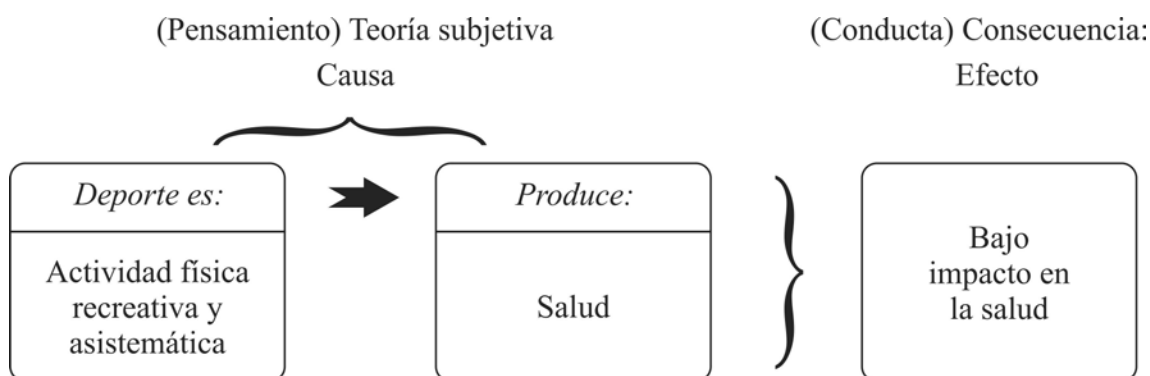 (Pensamiento) Teoría subjetiva
Causa
(Conducta) Consecuencia:
Efecto
Deporte es:
Actividad física
recreativa y
asistemática
Produce:
Salud
Bajo
impacto en
la salud